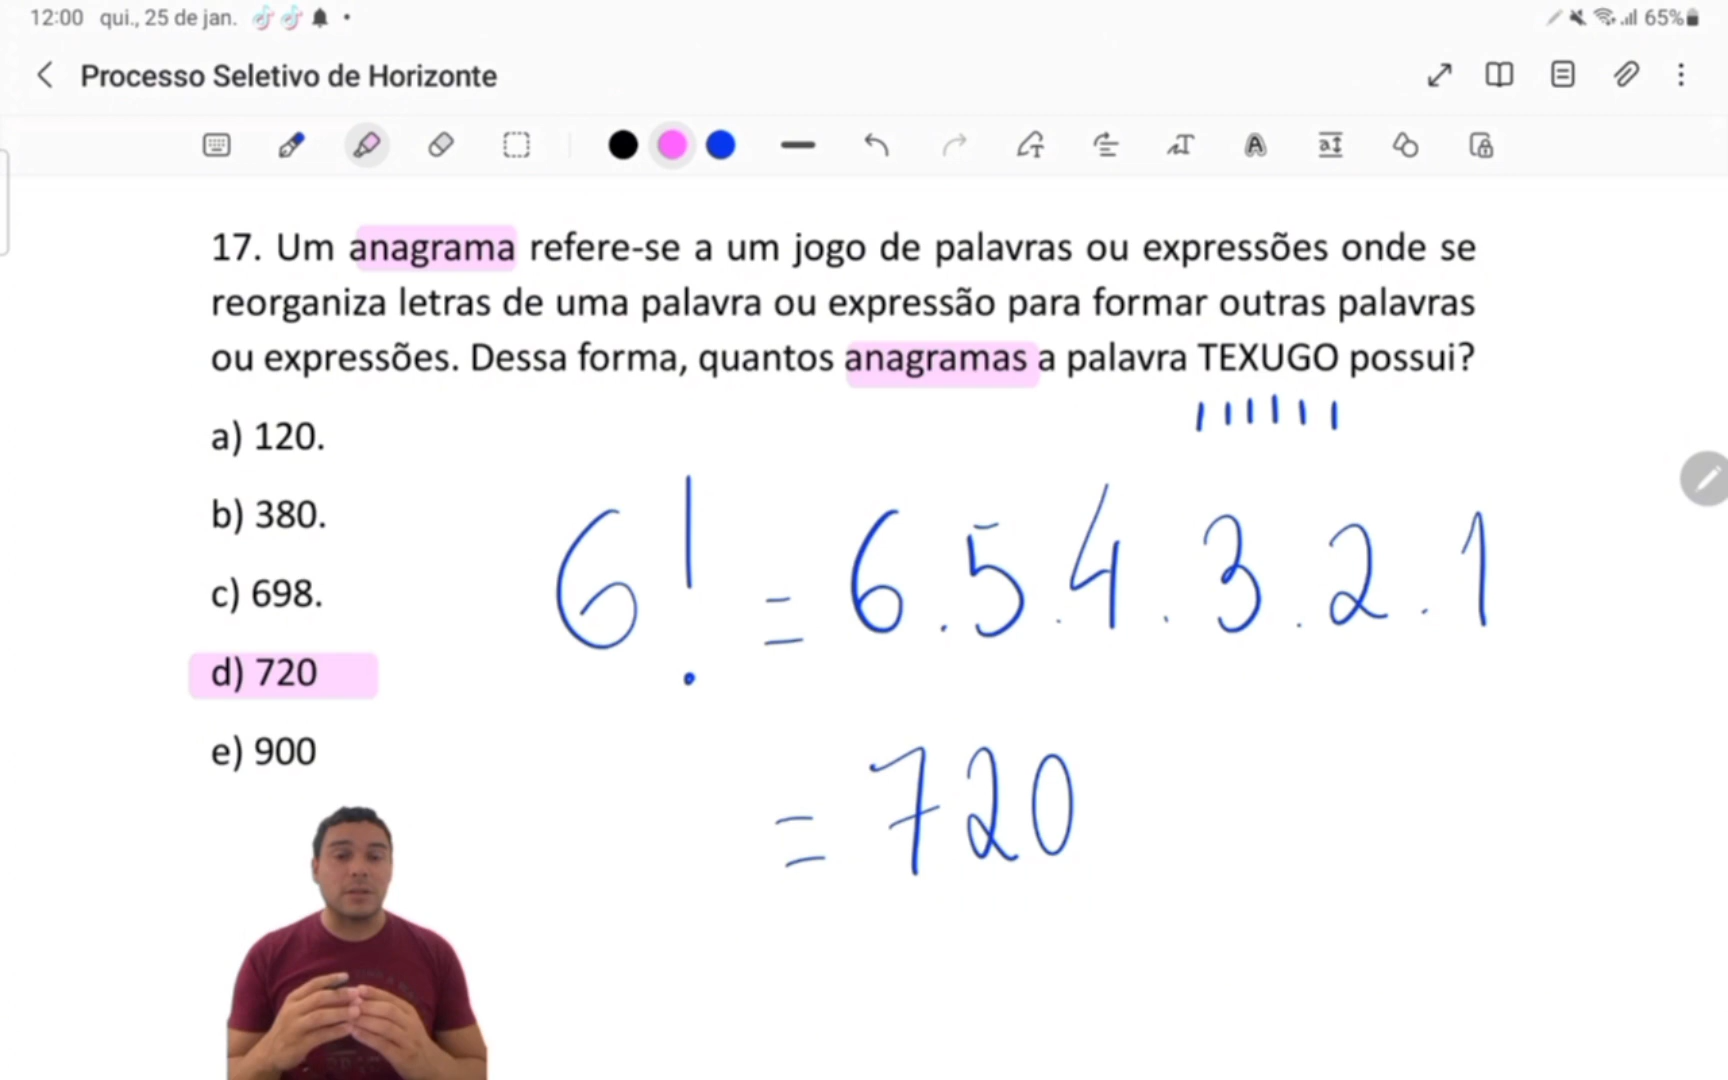 12:00 qui., 25 de jan.
65%
Processo Seletivo de Horizonte
17. Um anagrama refere-se a um jogo de palavras ou expressões onde se
reorganiza letras de uma palavra ou expressão para formar outras palavras
ou expressões. Dessa forma, quantos anagramas a palavra TEXUGO possui?
a) 120.
b) 380.
c) 698.
d) 720
e) 900
6! = 6.5.4.3.2.1
= 720